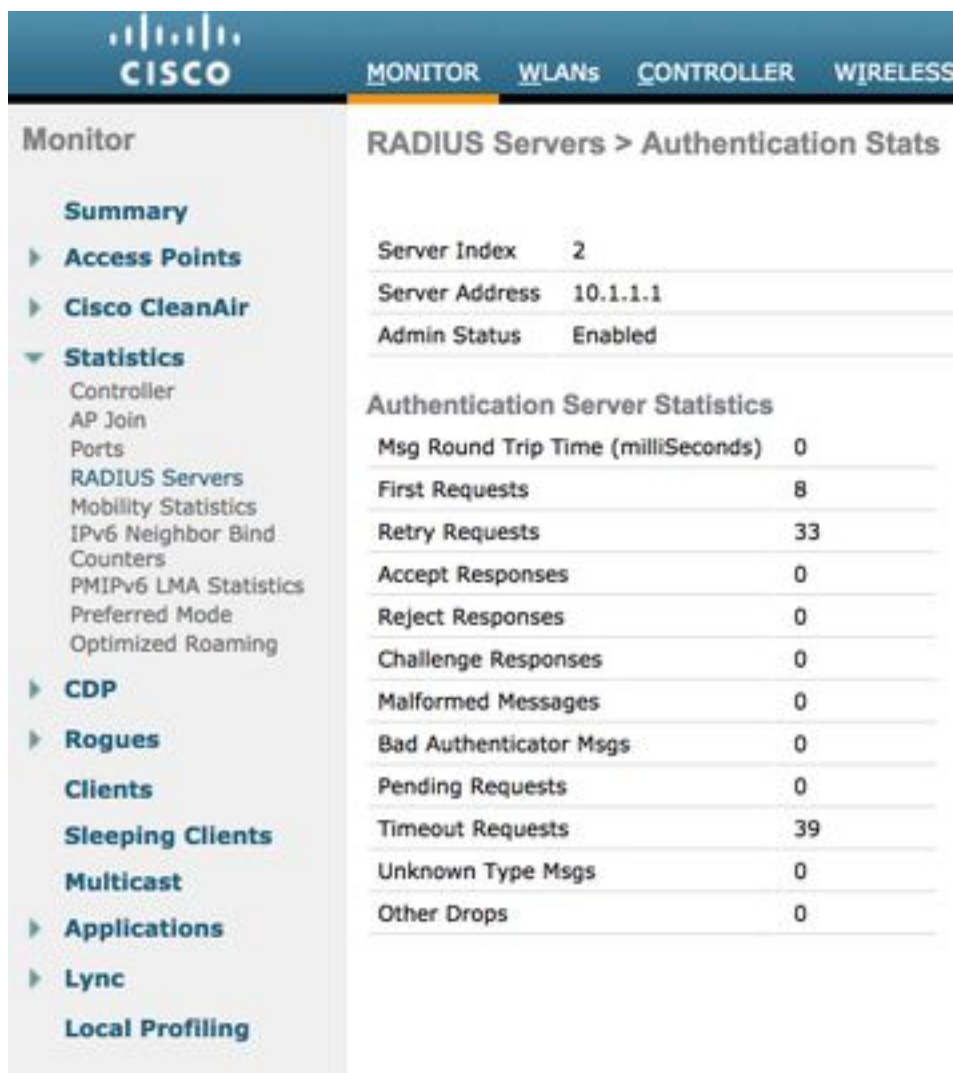 CISCO
MONITOR WLANs CONTROLLER WIRELESS
Monitor
Summary
Access Points
Cisco CleanAir
Statistics
Controller
AP Join
Ports
RADIUS Servers
Mobility Statistics
IPv6 Neighbor Bind
Counters
PMIPv6 LMA Statistics
Preferred Mode
Optimized Roaming
CDP
Rogues
Clients
Sleeping Clients
Multicast
Applications
Lync
Local Profiling
RADIUS Servers > Authentication Stats
Server Index 2
Server Address 10.1.1.1
Admin Status Enabled
Authentication Server Statistics
Msg Round Trip Time (milliSeconds) 0
First Requests 8
Retry Requests 33
Accept Responses 0
Reject Responses 0
Challenge Responses 0
Malformed Messages 0
Bad Authenticator Msgs 0
Pending Requests 0
Timeout Requests 39
Unknown Type Msgs 0
Other Drops 0